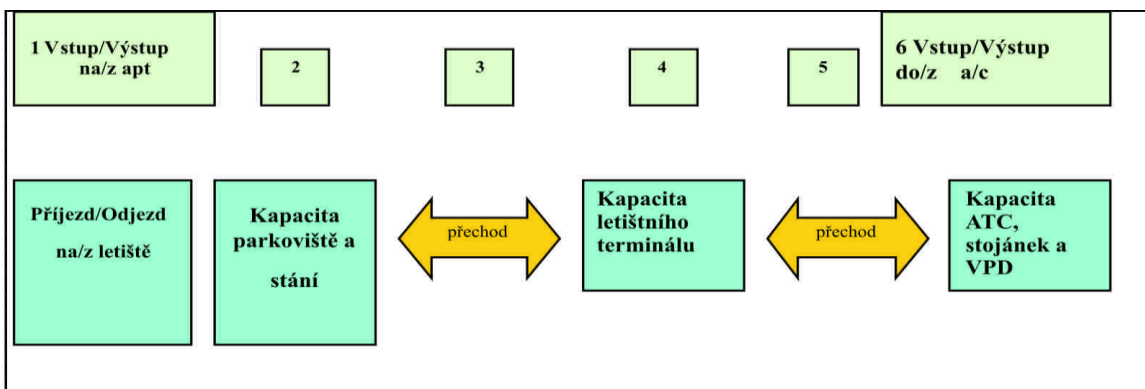 1 Vstup/Výstup
na/z apt
2
3
4
5
6 Vstup/Výstup
do/z a/c
Příjezd/Odjezd
na/z letiště
Kapacita
parkoviště a
stání
přechod
Kapacita
letištního
terminálu
přechod
Kapacita
ATC,
stojánek a
VPD